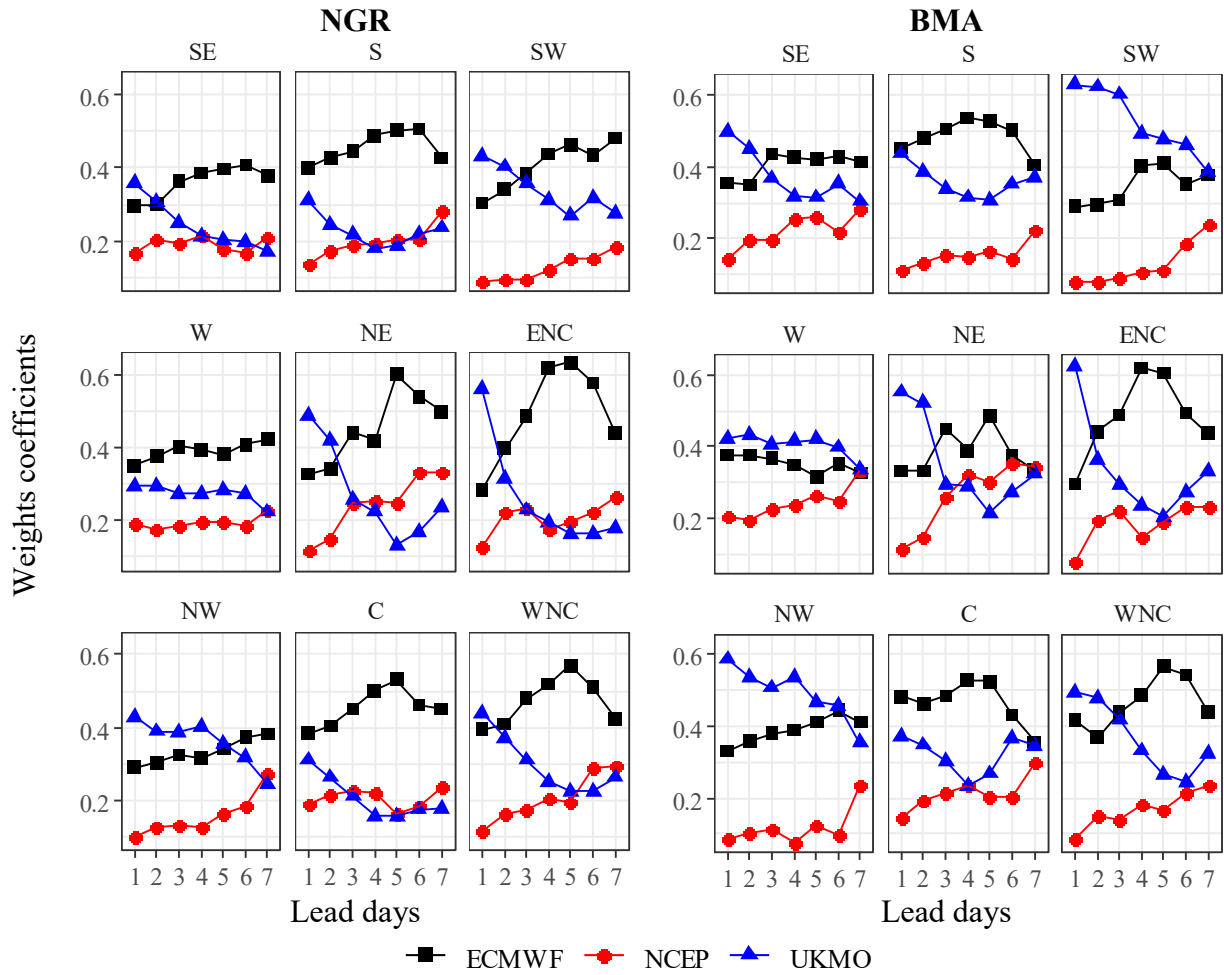 NGR BMA
SE S SW SE S SW
0.6 0.6
0.4 0.4
0.2 0.2
W NE ENC W NE ENC
0.6 0.6
0.4 0.4
0.2 0.2
Weights coefficients
NW C WNC NW C WNC
0.6 0.6
0.4 0.4
0.2 0.2
1 2 3 4 5 6 7 1 2 3 4 5 6 7 1 2 3 4 5 6 7 1 2 3 4 5 6 7 1 2 3 4 5 6 7 1 2 3 4 5 6 7
Lead days Lead days
ECMWF NCEP UKMO